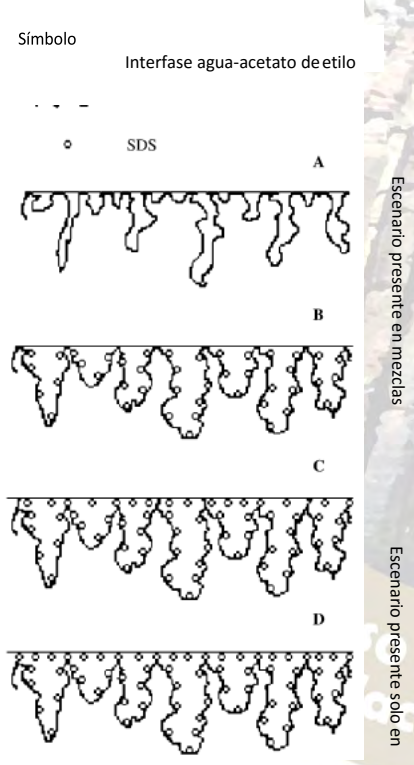 Símbolo
Interfase agua-acetato de etilo
SDS
A
B
C
D
Escenario presente en mezclas
Escenario presente solo en